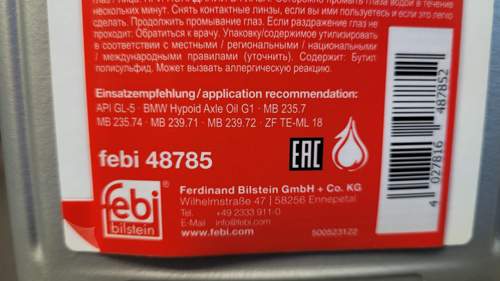 нескольких минут. Снять контактные линзы, если вы ими пользуетесь и если это легко
сделать. Продолжить промывание глаз. Если раздражение глаз не
проходит: Обратиться к врачу. Упаковку/содержимое утилизировать
в соответствии с местными / региональными / национальными
/ международными правилами (уточнить). Содержит: Бутил
полисульфид. Может вызвать аллергическую реакцию.
Einsatzempfehlung/application recommendation:
API GL-5 · BMW Hypoid Axle Oil G1 · MB 235.7
MB 235.74 · MB 239.71 · MB 239.72 · ZF TE-ML 18
febi 48785
EAC
febi
bilstein
Ferdinand Bilstein GmbH + Co. KG
Wilhelmstraße 47 | 58256 Ennepetal
Tel. +49 2333 911-0
E-Mail info@febi.com
www.febi.com
500523122
4 027816 487852